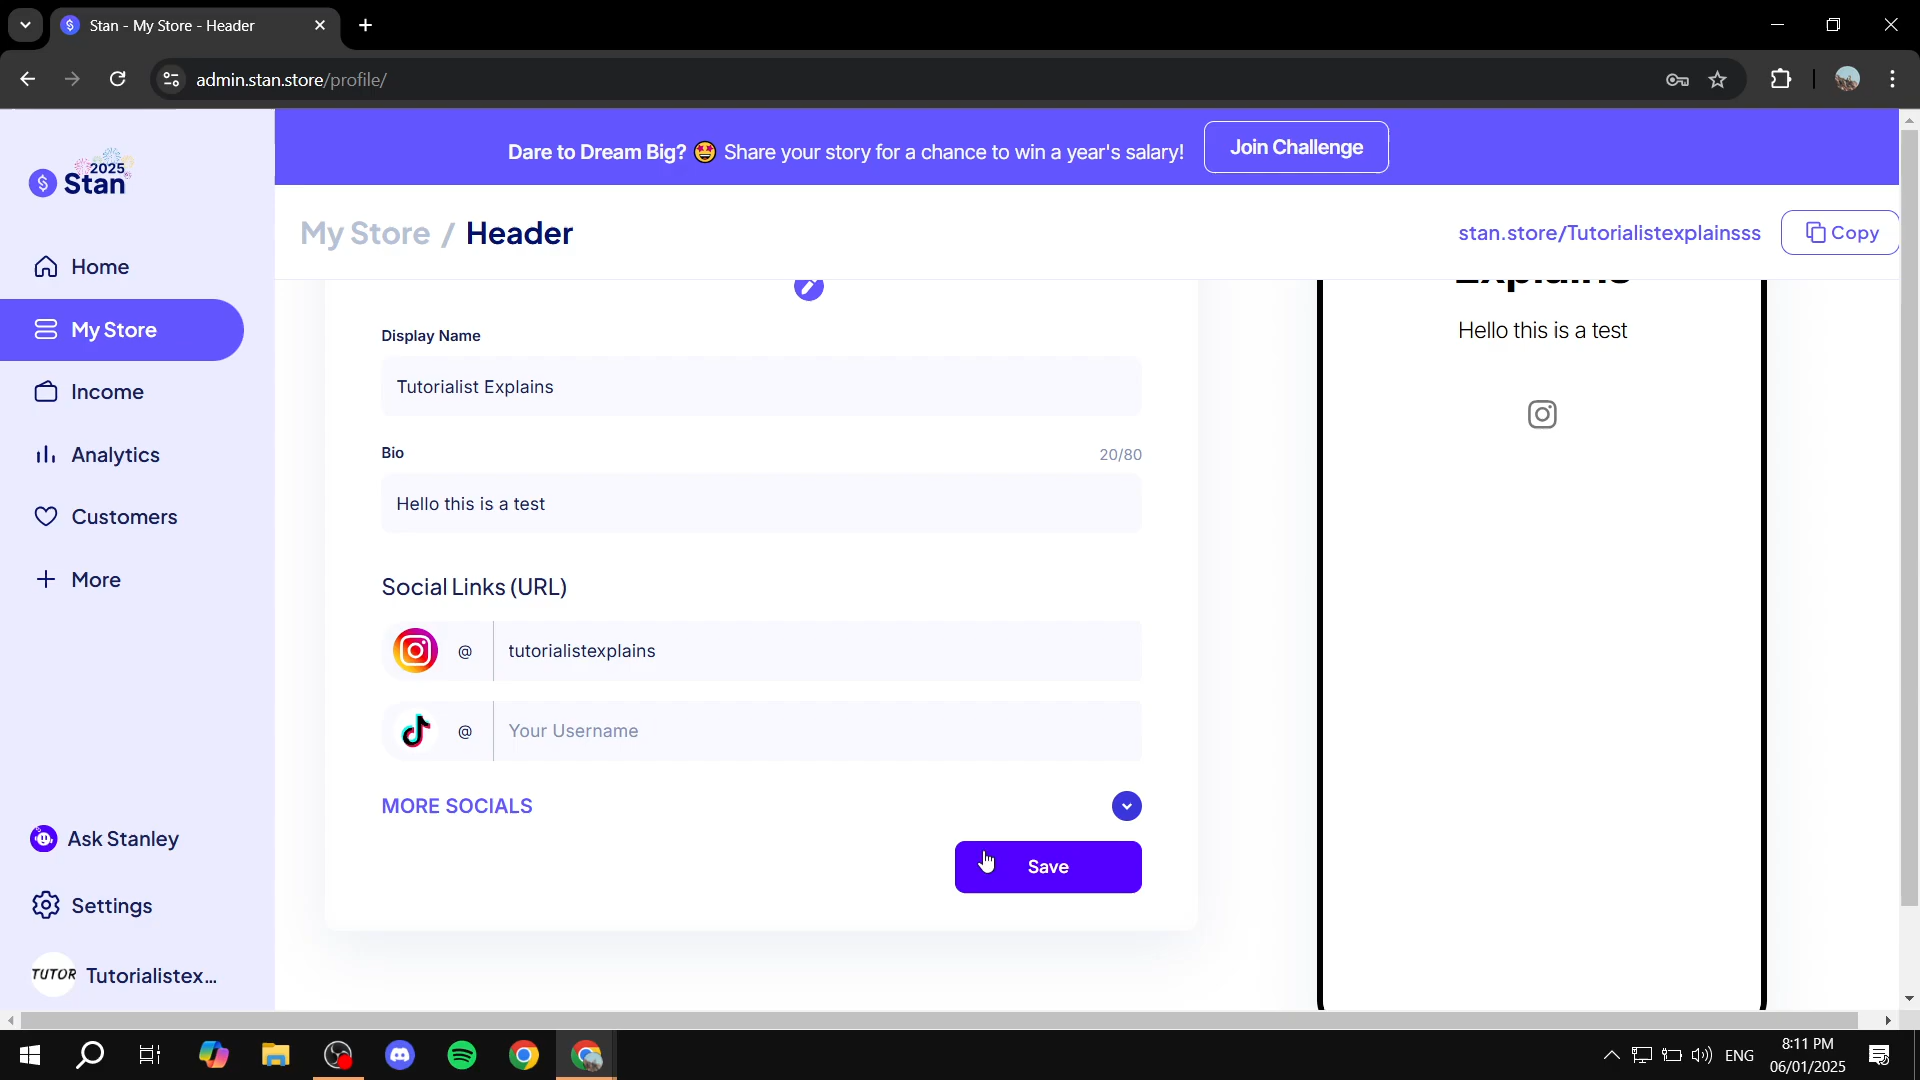 Stan - My Store - Header
admin.stan.store/profile/
2025
Stan
Dare to Dream Big? 🤩 Share your story for a chance to win a year's salary!
Join Challenge
My Store / Header
stan.store/Tutorialistexplainsss
Copy
Home
My Store
Income
Analytics
Customers
More
Ask Stanley
Settings
TUTOR
Tutorialistex...
Display Name
Tutorialist Explains
Bio
20/80
Hello this is a test
Social Links (URL)
@
tutorialistexplains
@
Your Username
MORE SOCIALS
Save
Explains
Hello this is a test
ENG
8:11 PM
06/01/2025